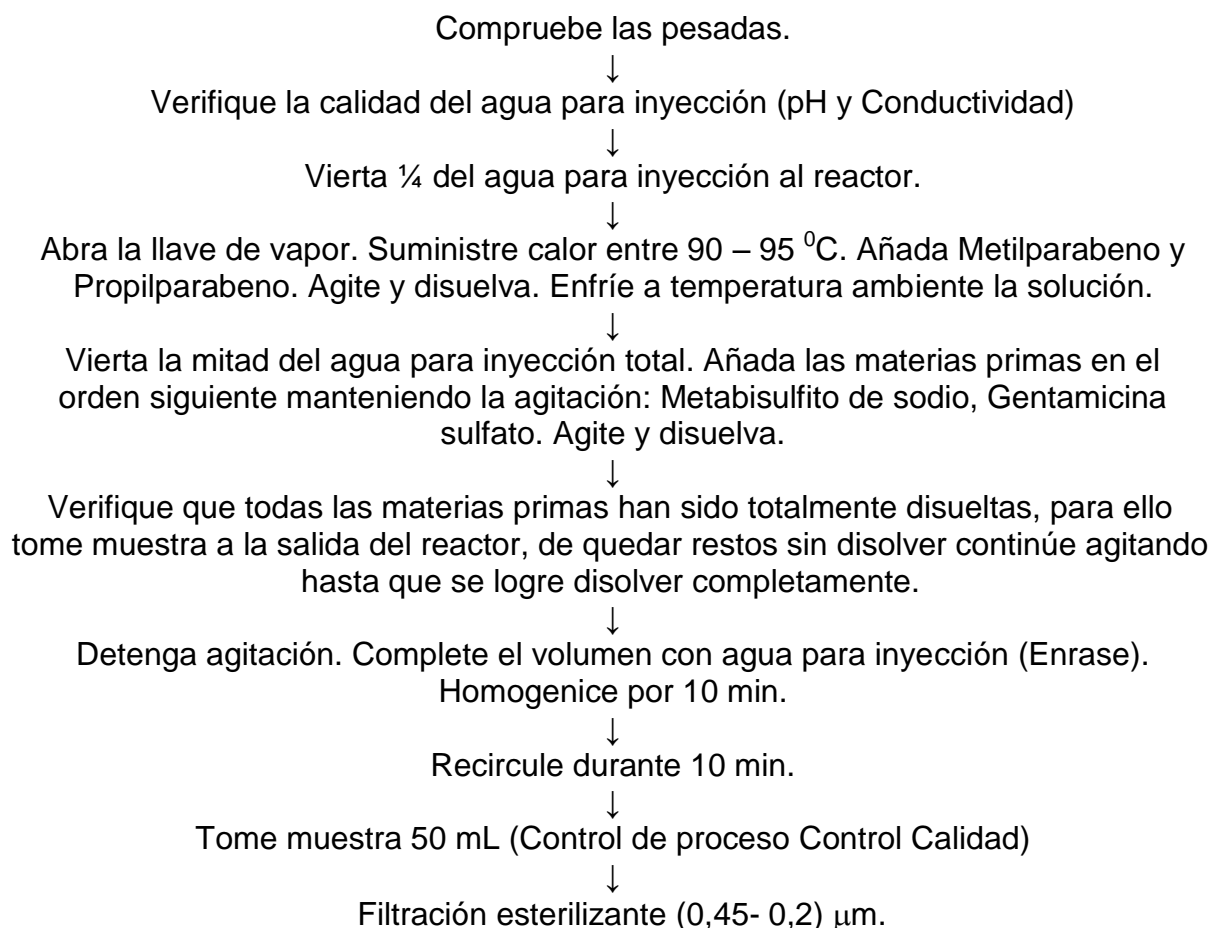 Compruebe las pesadas.
↓
Verifique la calidad del agua para inyección (pH y Conductividad)
↓
Vierta ¼ del agua para inyección al reactor.
↓
Abra la llave de vapor. Suministre calor entre 90 – 95 ⁰C. Añada Metilparabeno y
Propilparabeno. Agite y disuelva. Enfríe a temperatura ambiente la solución.
↓
Vierta la mitad del agua para inyección total. Añada las materias primas en el
orden siguiente manteniendo la agitación: Metabisulfito de sodio, Gentamicina
sulfato. Agite y disuelva.
↓
Verifique que todas las materias primas han sido totalmente disueltas, para ello
tome muestra a la salida del reactor, de quedar restos sin disolver continúe agitando
hasta que se logre disolver completamente.
↓
Detenga agitación. Complete el volumen con agua para inyección (Enrase).
Homogenice por 10 min.
↓
Recircule durante 10 min.
↓
Tome muestra 50 mL (Control de proceso Control Calidad)
↓
Filtración esterilizante (0,45- 0,2) μm.